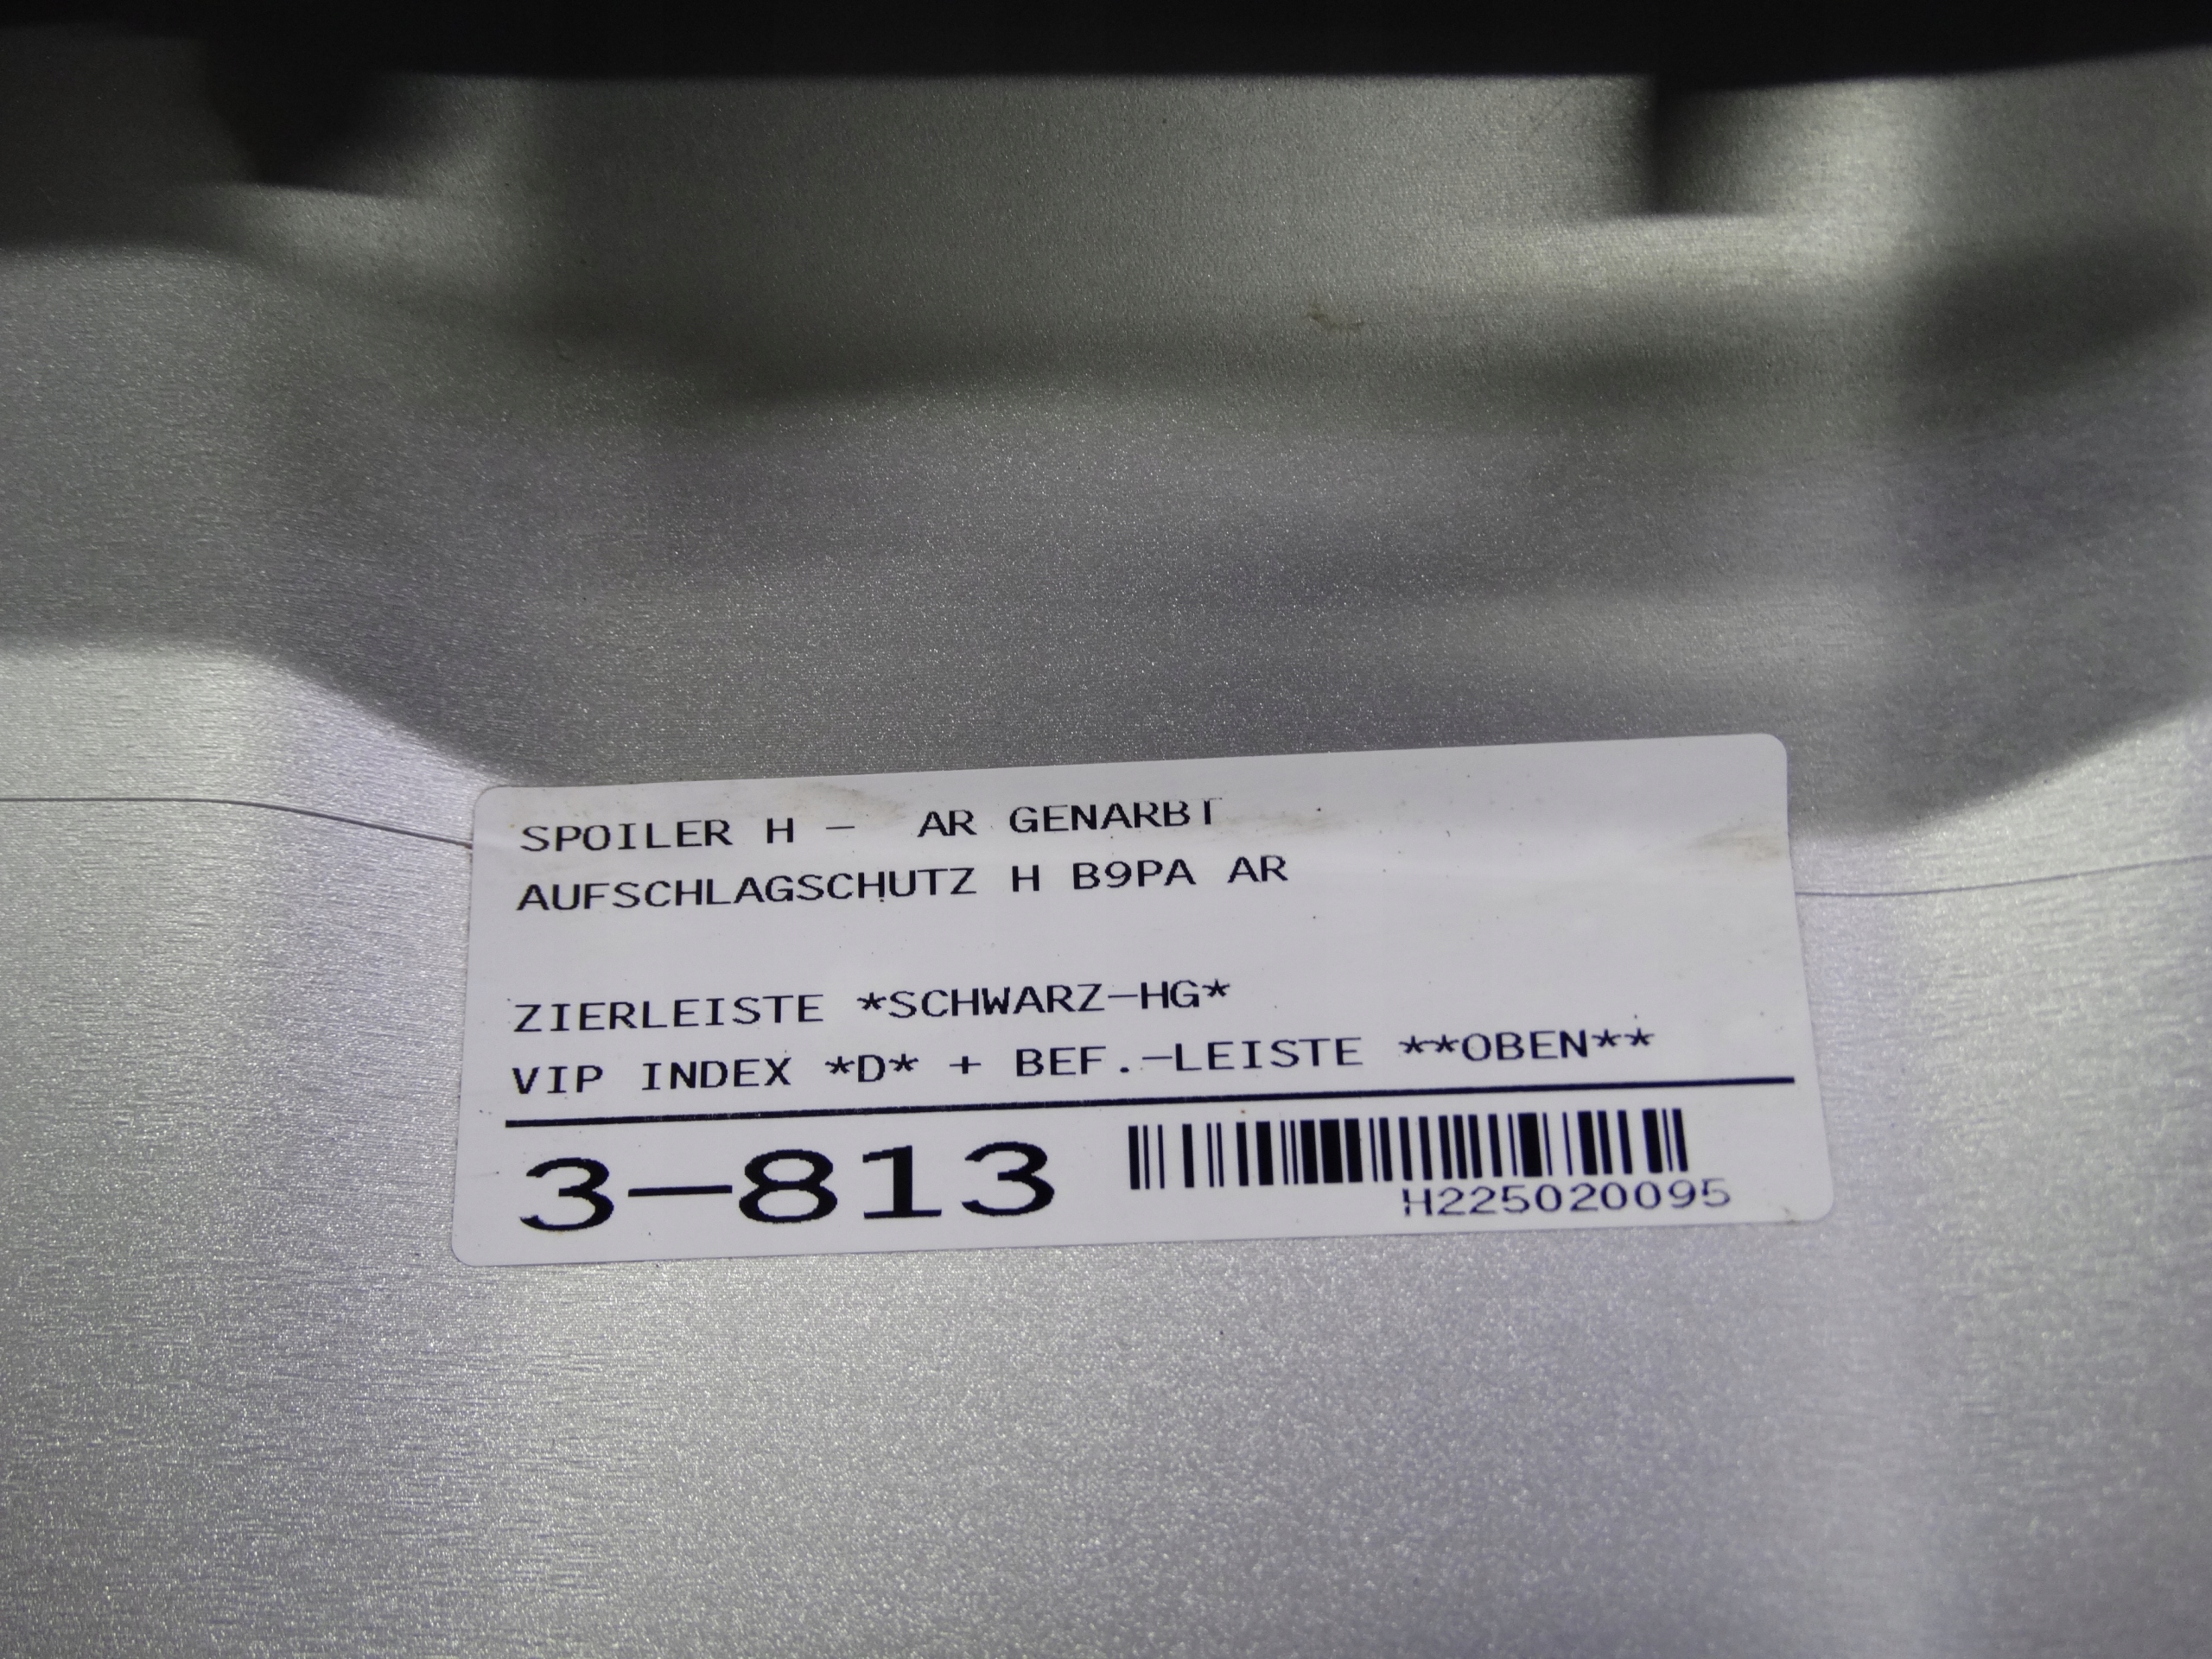 SPOILER H - AR GENARBT
AUFSCHLAGSCHUTZ H B9PA AR
ZIERLEISTE *SCHWARZ-HG*
VIP INDEX *D* + BEF.-LEISTE **OBEN**
3-813
H225020095